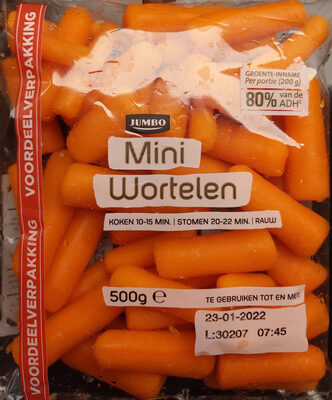 VOORDEELVERPAKKING
VOORDEELVERPAKKING
GROENTE-INNAME
Per portie (200 g)
80% van de ADH¹
JUMBO
Mini
Wortelen
KOKEN 10-15 MIN. | STOMEN 20-22 MIN. | RAUW
500g e
TE GEBRUIKEN TOT EN MET:
23-01-2022
L:30207 07:45